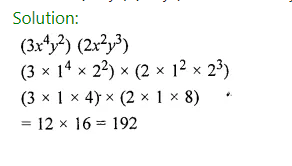 Solution:
(3x⁴y²) (2x²y³)
(3 × 1⁴ × 2²) × (2 × 1² × 2³)
(3 × 1 × 4) × (2 × 1 × 8)
= 12 × 16 = 192